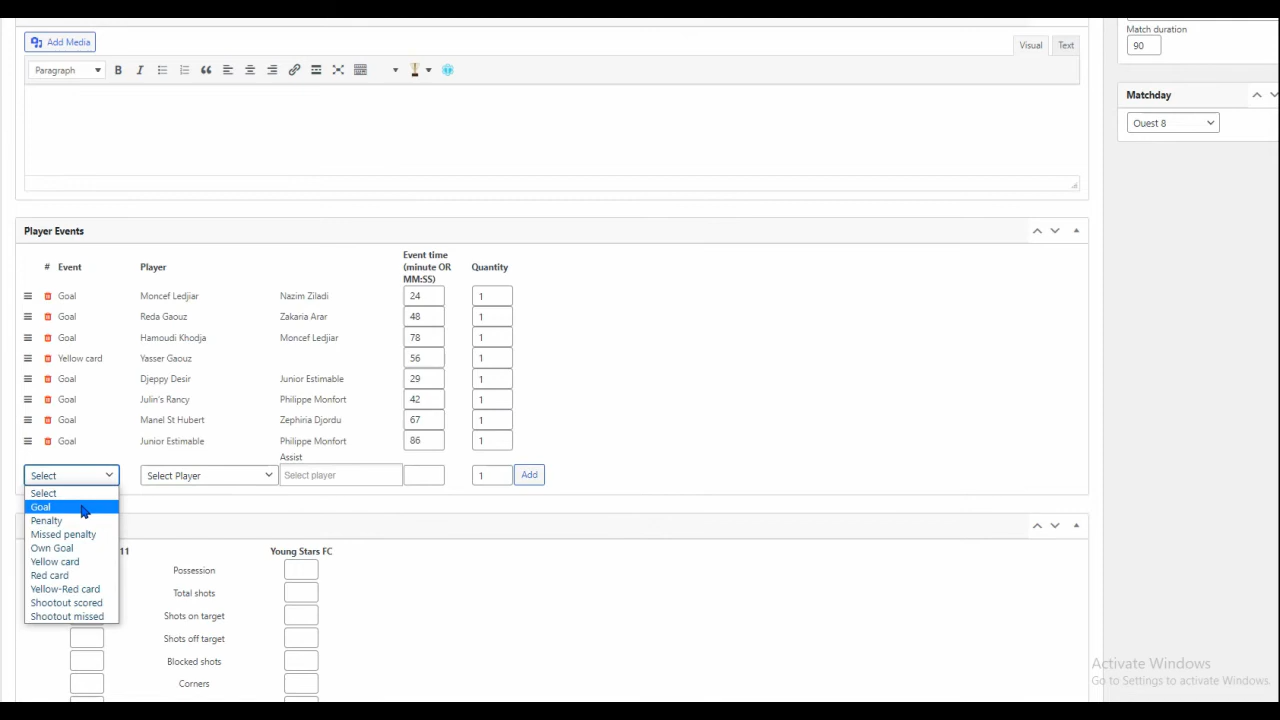 Add Media
Visual Text
Match duration
90
Paragraph
Matchday
Ouest 8
Player Events
# Event Player Event time (minute OR MM:SS) Quantity
Goal Moncef Ledjiar Nazim Ziladi 24 1
Goal Reda Gaouz Zakaria Arar 48 1
Goal Hamoudi Khodja Moncef Ledjiar 78 1
Yellow card Yasser Gaouz 56 1
Goal Djeppy Desir Junior Estimable 29 1
Goal Julin's Rancy Philippe Monfort 42 1
Goal Manel St Hubert Zephiria Djordu 67 1
Goal Junior Estimable Philippe Monfort 86 1
Assist
Select Select Player Select player 1 Add
Select
Goal
Penalty
Missed penalty
Own Goal
Yellow card
Red card
Yellow-Red card
Shootout scored
Shootout missed
11 Young Stars FC
Possession
Total shots
Shots on target
Shots off target
Blocked shots
Corners
Activate Windows
Go to Settings to activate Windows.